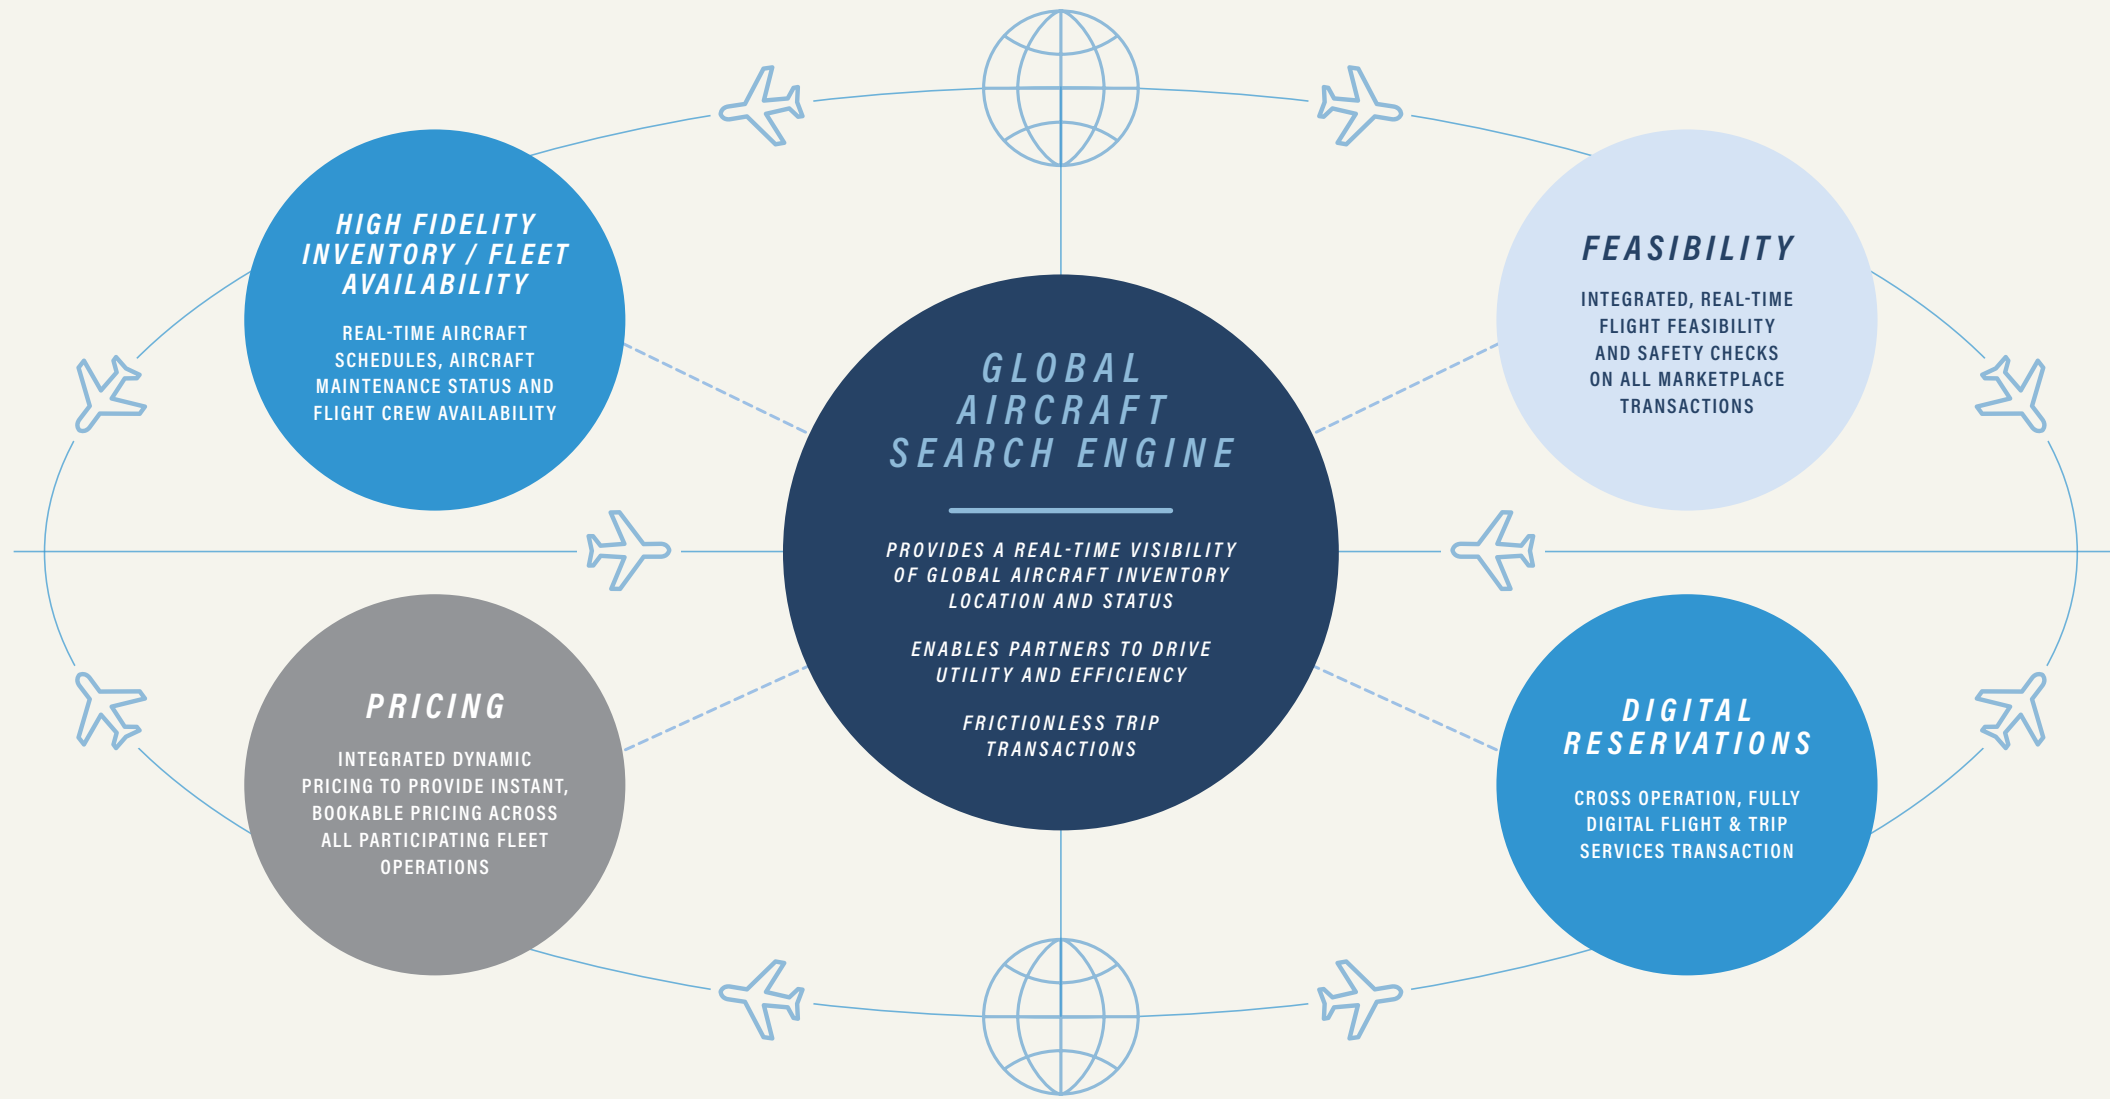 HIGH FIDELITY
INVENTORY / FLEET
AVAILABILITY
REAL-TIME AIRCRAFT
SCHEDULES, AIRCRAFT
MAINTENANCE STATUS AND
FLIGHT CREW AVAILABILITY
FEASIBILITY
INTEGRATED, REAL-TIME
FLIGHT FEASIBILITY
AND SAFETY CHECKS
ON ALL MARKETPLACE
TRANSACTIONS
GLOBAL
AIRCRAFT
SEARCH ENGINE
PROVIDES A REAL-TIME VISIBILITY
OF GLOBAL AIRCRAFT INVENTORY
LOCATION AND STATUS
ENABLES PARTNERS TO DRIVE
UTILITY AND EFFICIENCY
FRICTIONLESS TRIP
TRANSACTIONS
PRICING
INTEGRATED DYNAMIC
PRICING TO PROVIDE INSTANT,
BOOKABLE PRICING ACROSS
ALL PARTICIPATING FLEET
OPERATIONS
DIGITAL
RESERVATIONS
CROSS OPERATION, FULLY
DIGITAL FLIGHT & TRIP
SERVICES TRANSACTION